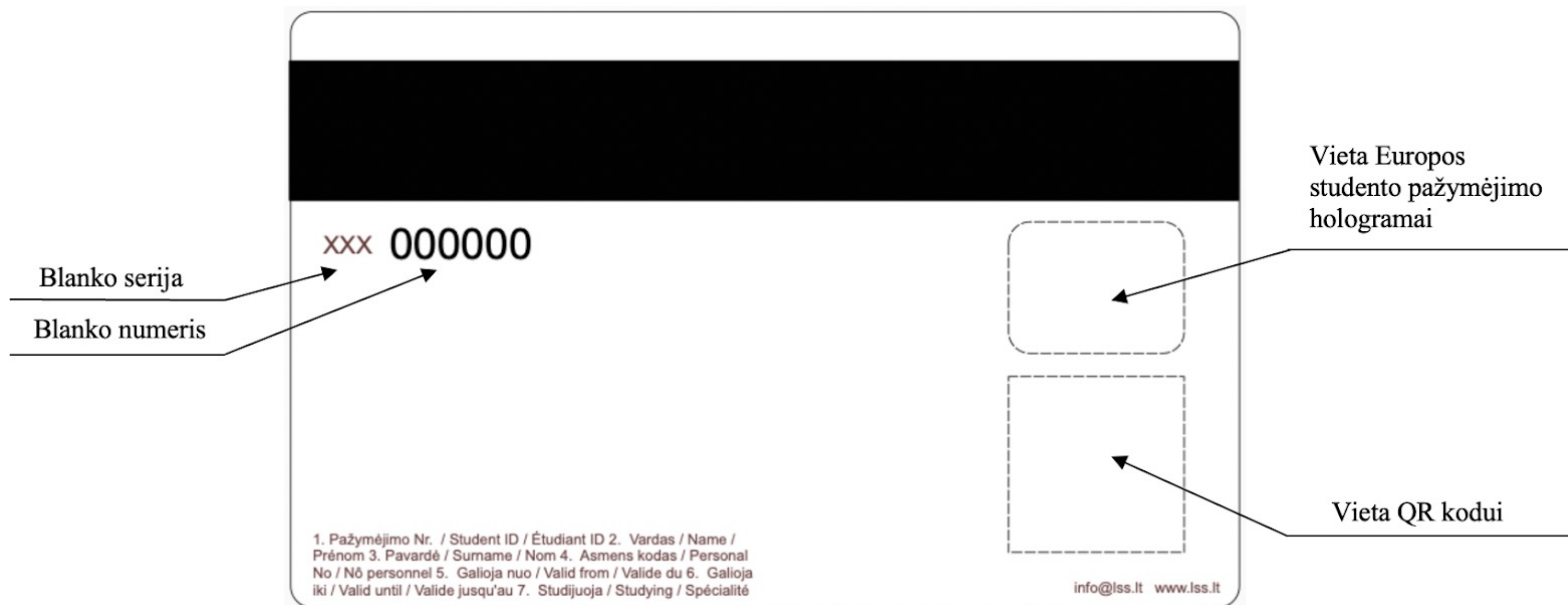 Vieta Europos
studento pažymėjimo
hologramai
xxx 000000
Blanko serija
Blanko numeris
Vieta QR kodui
1. Pažymėjimo Nr. / Student ID / Étudiant ID 2. Vardas / Name /
Prénom 3. Pavardė / Surname / Nom 4. Asmens kodas / Personal
No / Nô personnel 5. Galioja nuo / Valid from / Valide du 6. Galioja
iki / Valid until / Valide jusqu'au 7. Studijuoja / Studying / Spécialité
info@lss.lt www.lss.lt